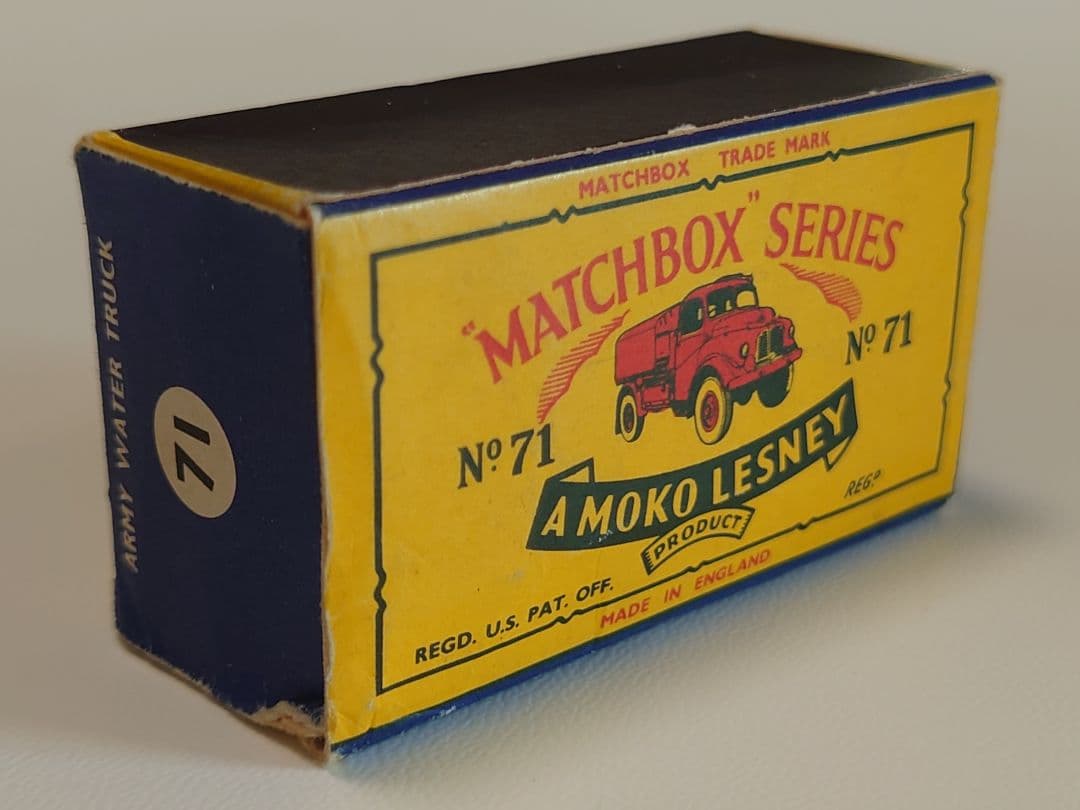 ARMY WATER TRUCK
71
MATCHBOX TRADE MARK
"MATCHBOX" SERIES
Nº 71
Nº 71
A MOKO LESNEY
PRODUCT
REGᴰ
REGD. U.S. PAT. OFF.
MADE IN ENGLAND